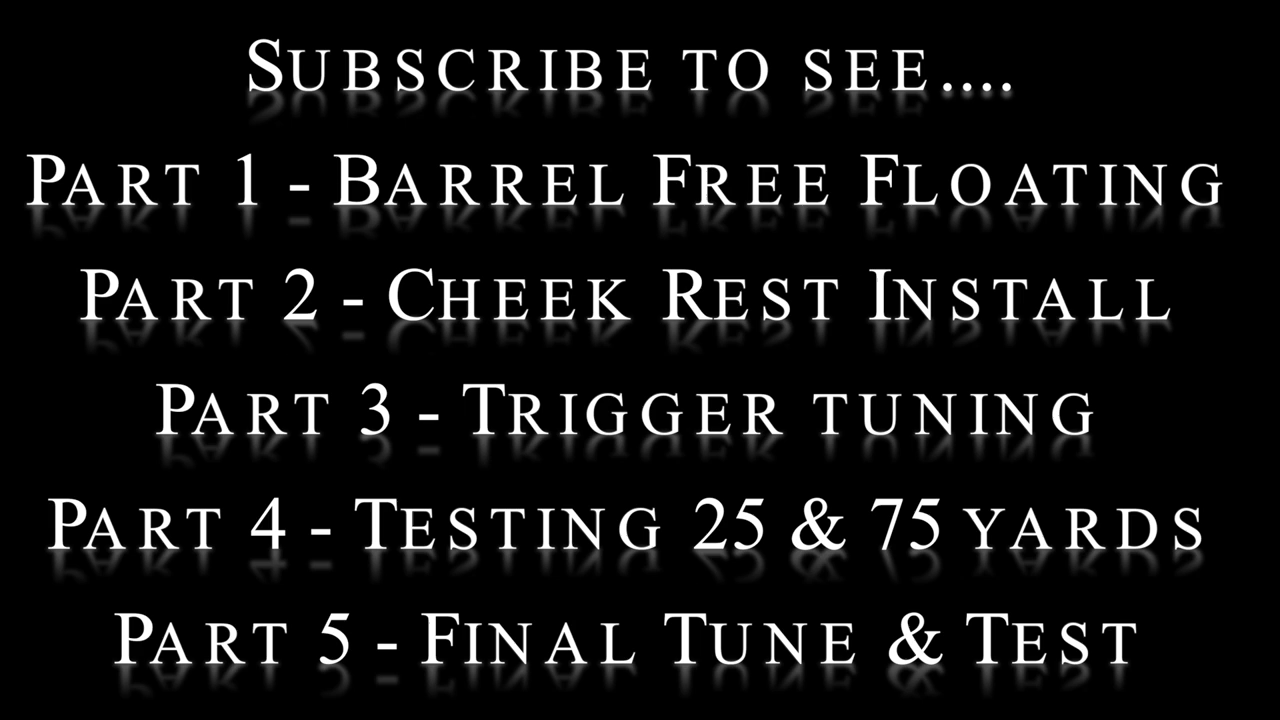 Subscribe to see....
Part 1 - Barrel Free Floating
Part 2 - Cheek Rest Install
Part 3 - Trigger tuning
Part 4 - Testing 25 & 75 yards
Part 5 - Final Tune & Test